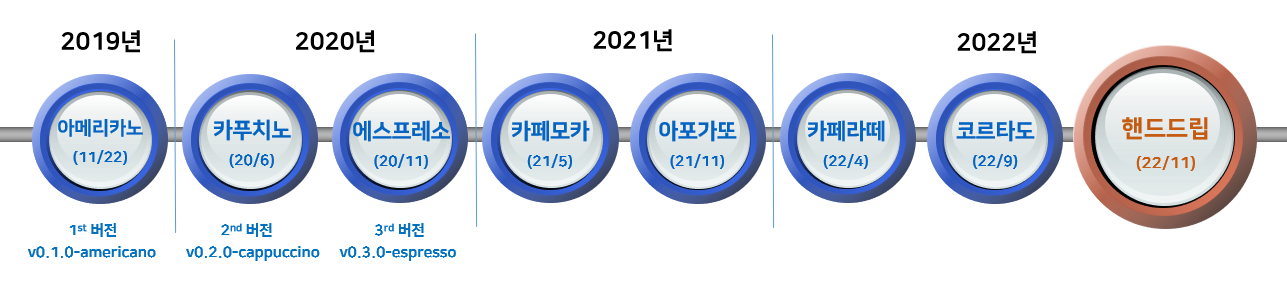 2019년
2020년
2021년
2022년
아메리카노
(11/22)
카푸치노
(20/6)
에스프레소
(20/11)
카페모카
(21/5)
아포가또
(21/11)
카페라떼
(22/4)
코르타도
(22/9)
핸드드립
(22/11)
1st 버전
v0.1.0-americano
2nd 버전
v0.2.0-cappuccino
3rd 버전
v0.3.0-espresso